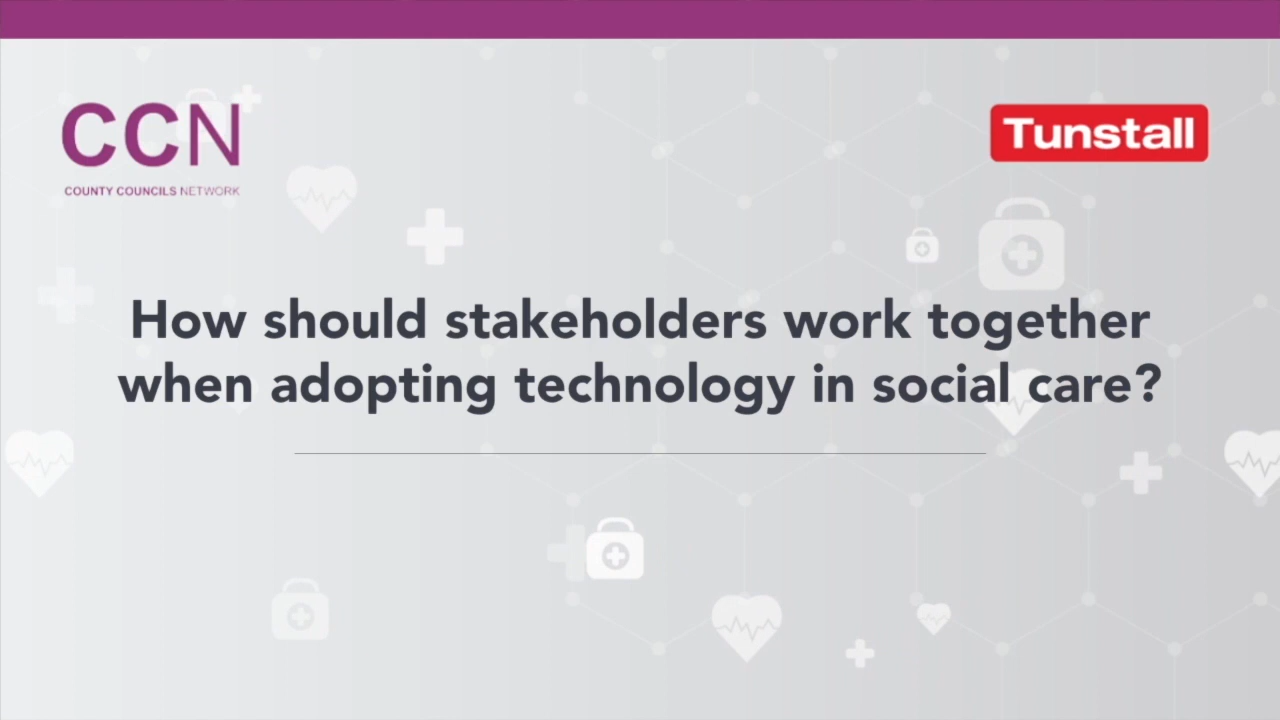 CCN
COUNTY COUNCILS NETWORK
Tunstall
How should stakeholders work together
when adopting technology in social care?